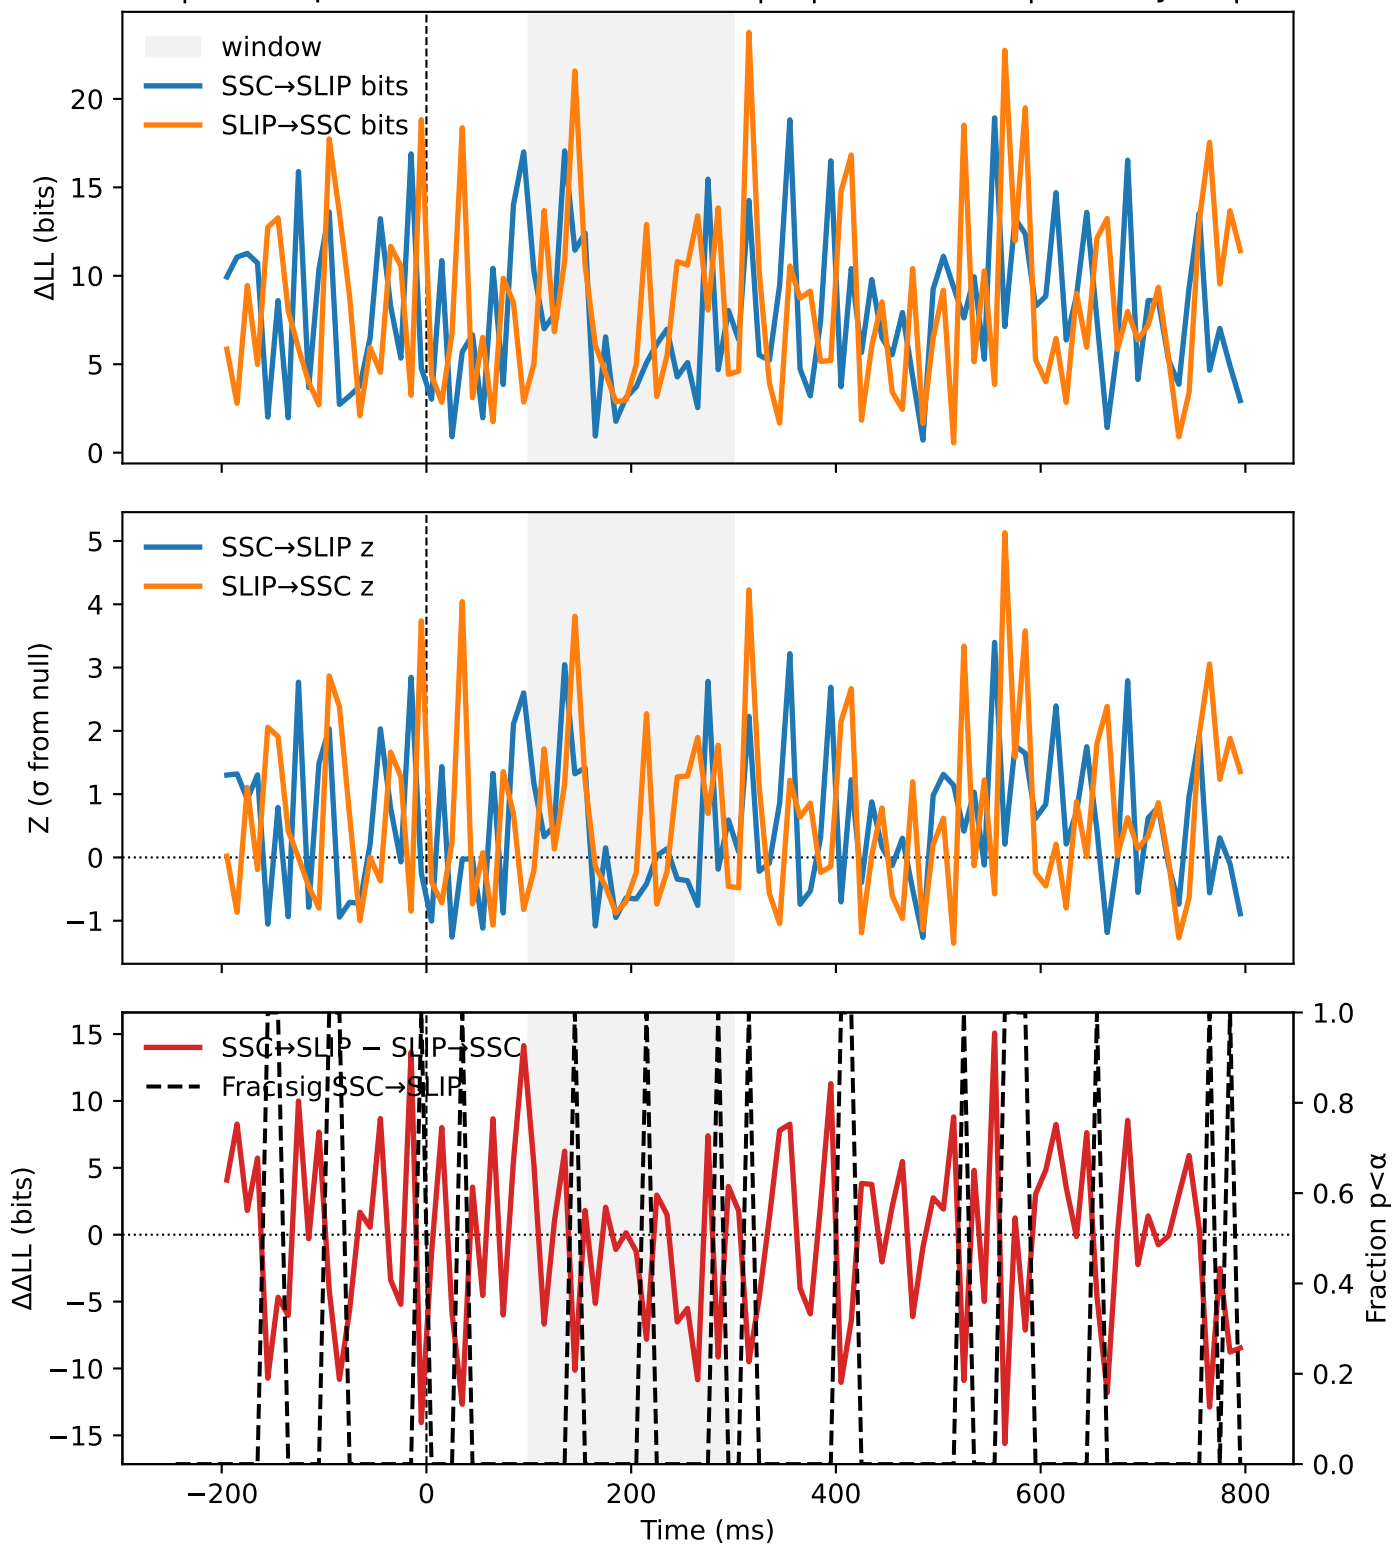 window
SSC→SLIP bits
SLIP→SSC bits
20
15
10
5
0
ΔLL (bits)
SSC→SLIP z
SLIP→SSC z
5
4
3
2
1
0
−1
Z (σ from null)
SSC→SLIP − SLIP→SSC
Frac sig SSC→SLIP
15
10
5
0
−5
−10
−15
ΔΔLL (bits)
1.0
0.8
0.6
0.4
0.2
0.0
Fraction p<α
−200 0 200 400 600 800
Time (ms)